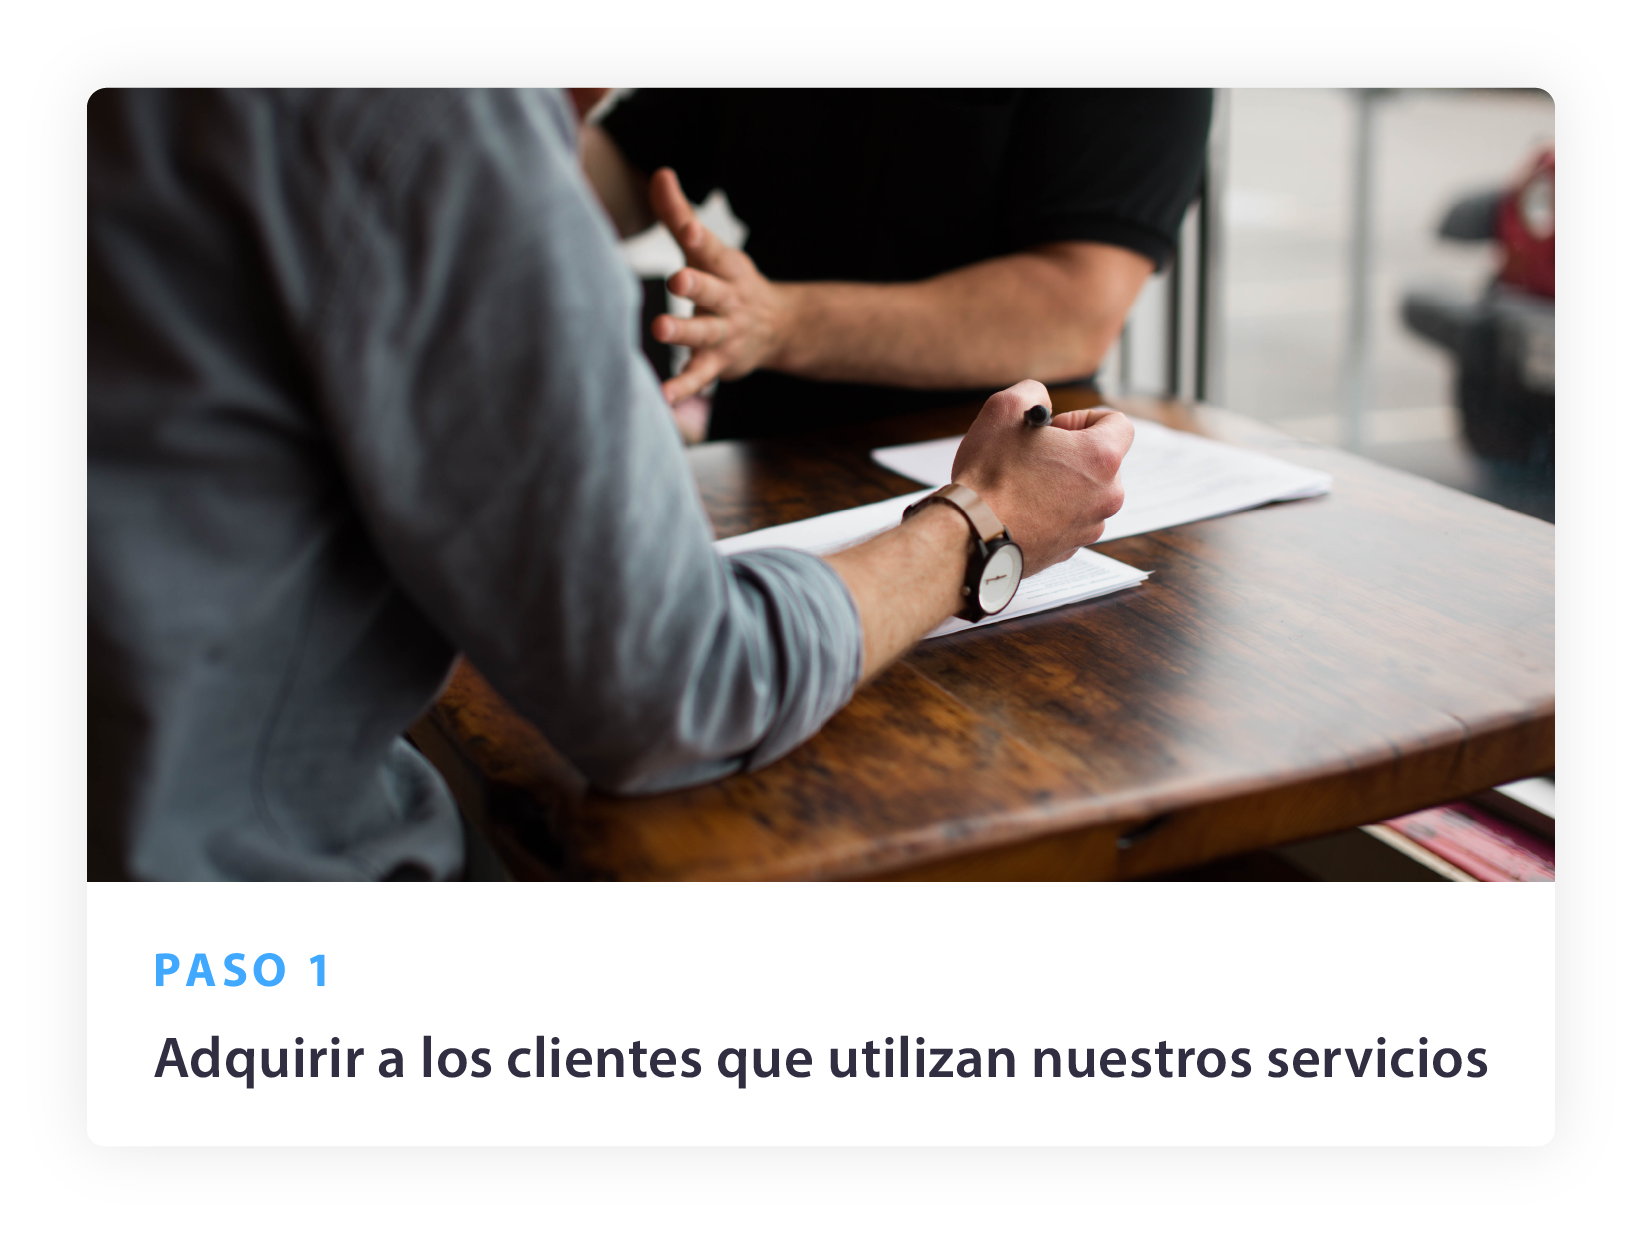 PASO 1
Adquirir a los clientes que utilizan nuestros servicios